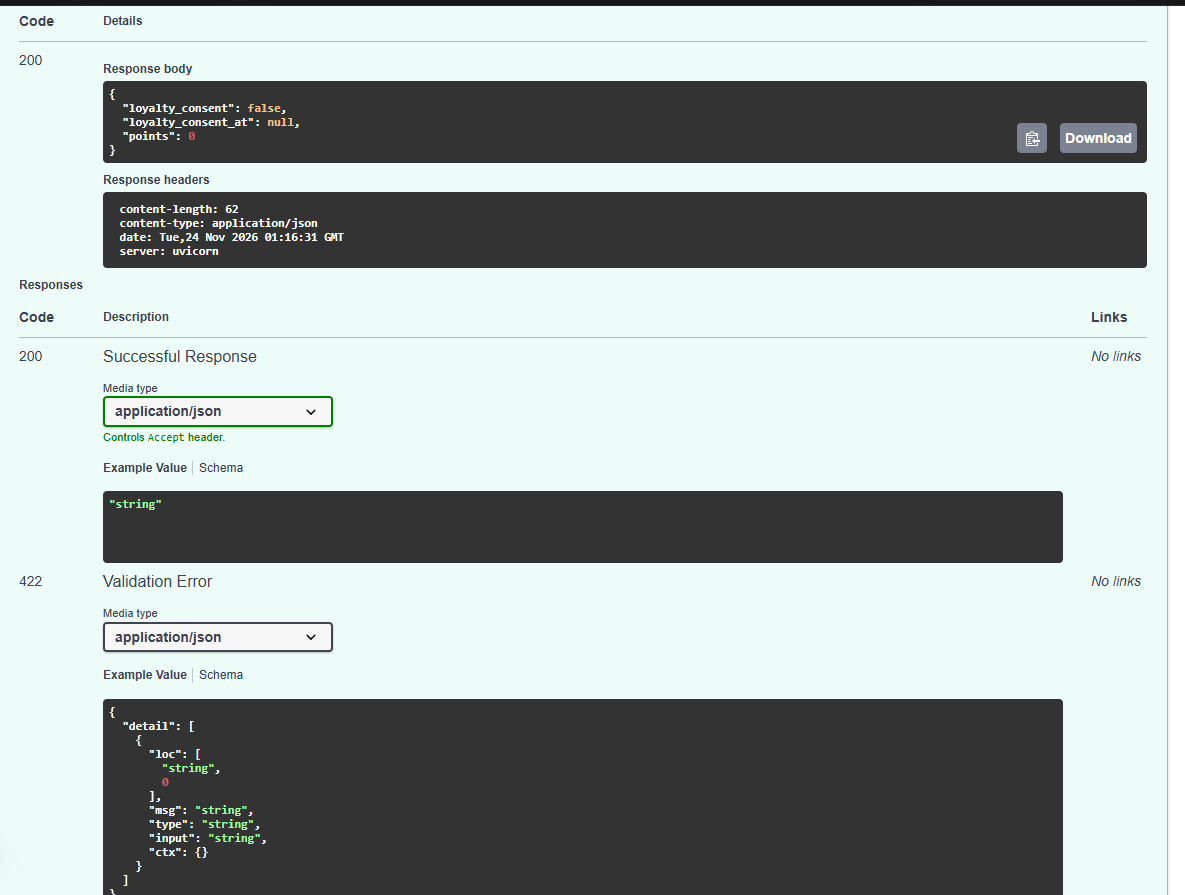 Code Details
200
Response body
{
  "loyalty_consent": false,
  "loyalty_consent_at": null,
  "points": 0
}
Download
Response headers
content-length: 62
content-type: application/json
date: Tue,24 Nov 2026 01:16:31 GMT
server: uvicorn
Responses
Code Description Links
200 Successful Response No links
Media type
application/json
Controls Accept header.
Example Value Schema
"string"
422 Validation Error No links
Media type
application/json
Example Value Schema
{
  "detail": [
    {
      "loc": [
        "string",
        0
      ],
      "msg": "string",
      "type": "string",
      "input": "string",
      "ctx": {}
    }
  ]
}